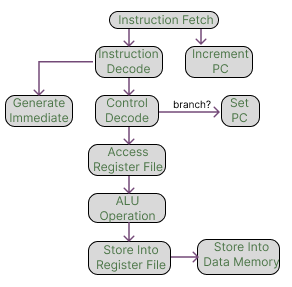 Instruction Fetch
Instruction
Decode
Increment
PC
Generate
Immediate
Control
Decode
branch?
Set
PC
Access
Register File
ALU
Operation
Store Into
Register File
Store Into
Data Memory